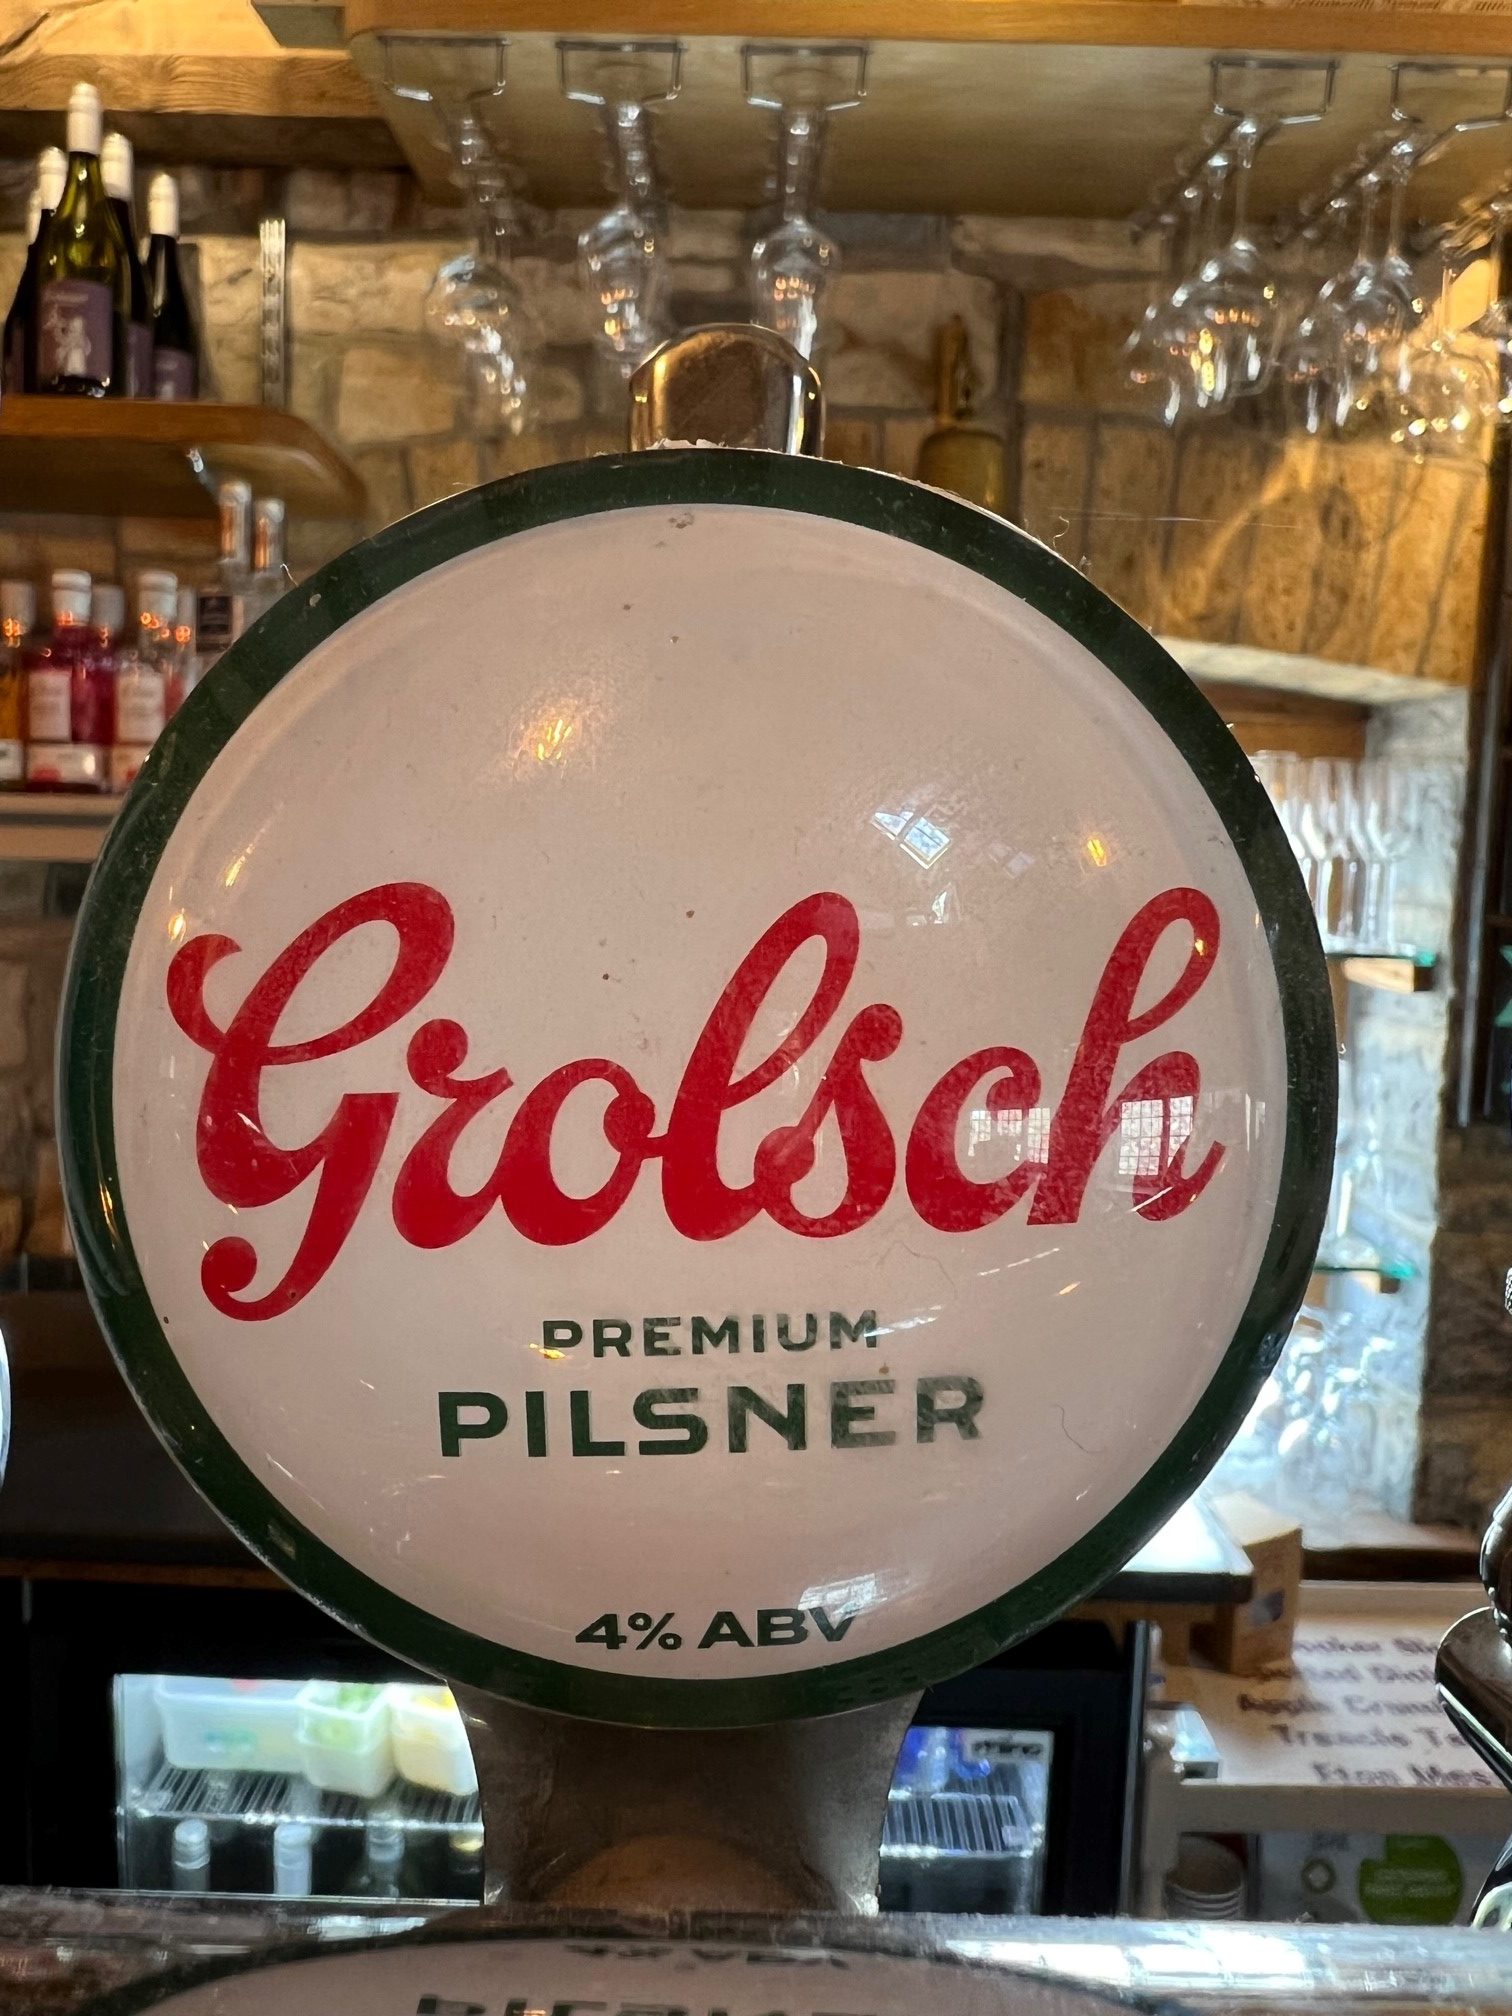 Grolsch
PREMIUM
PILSNER
4% ABV